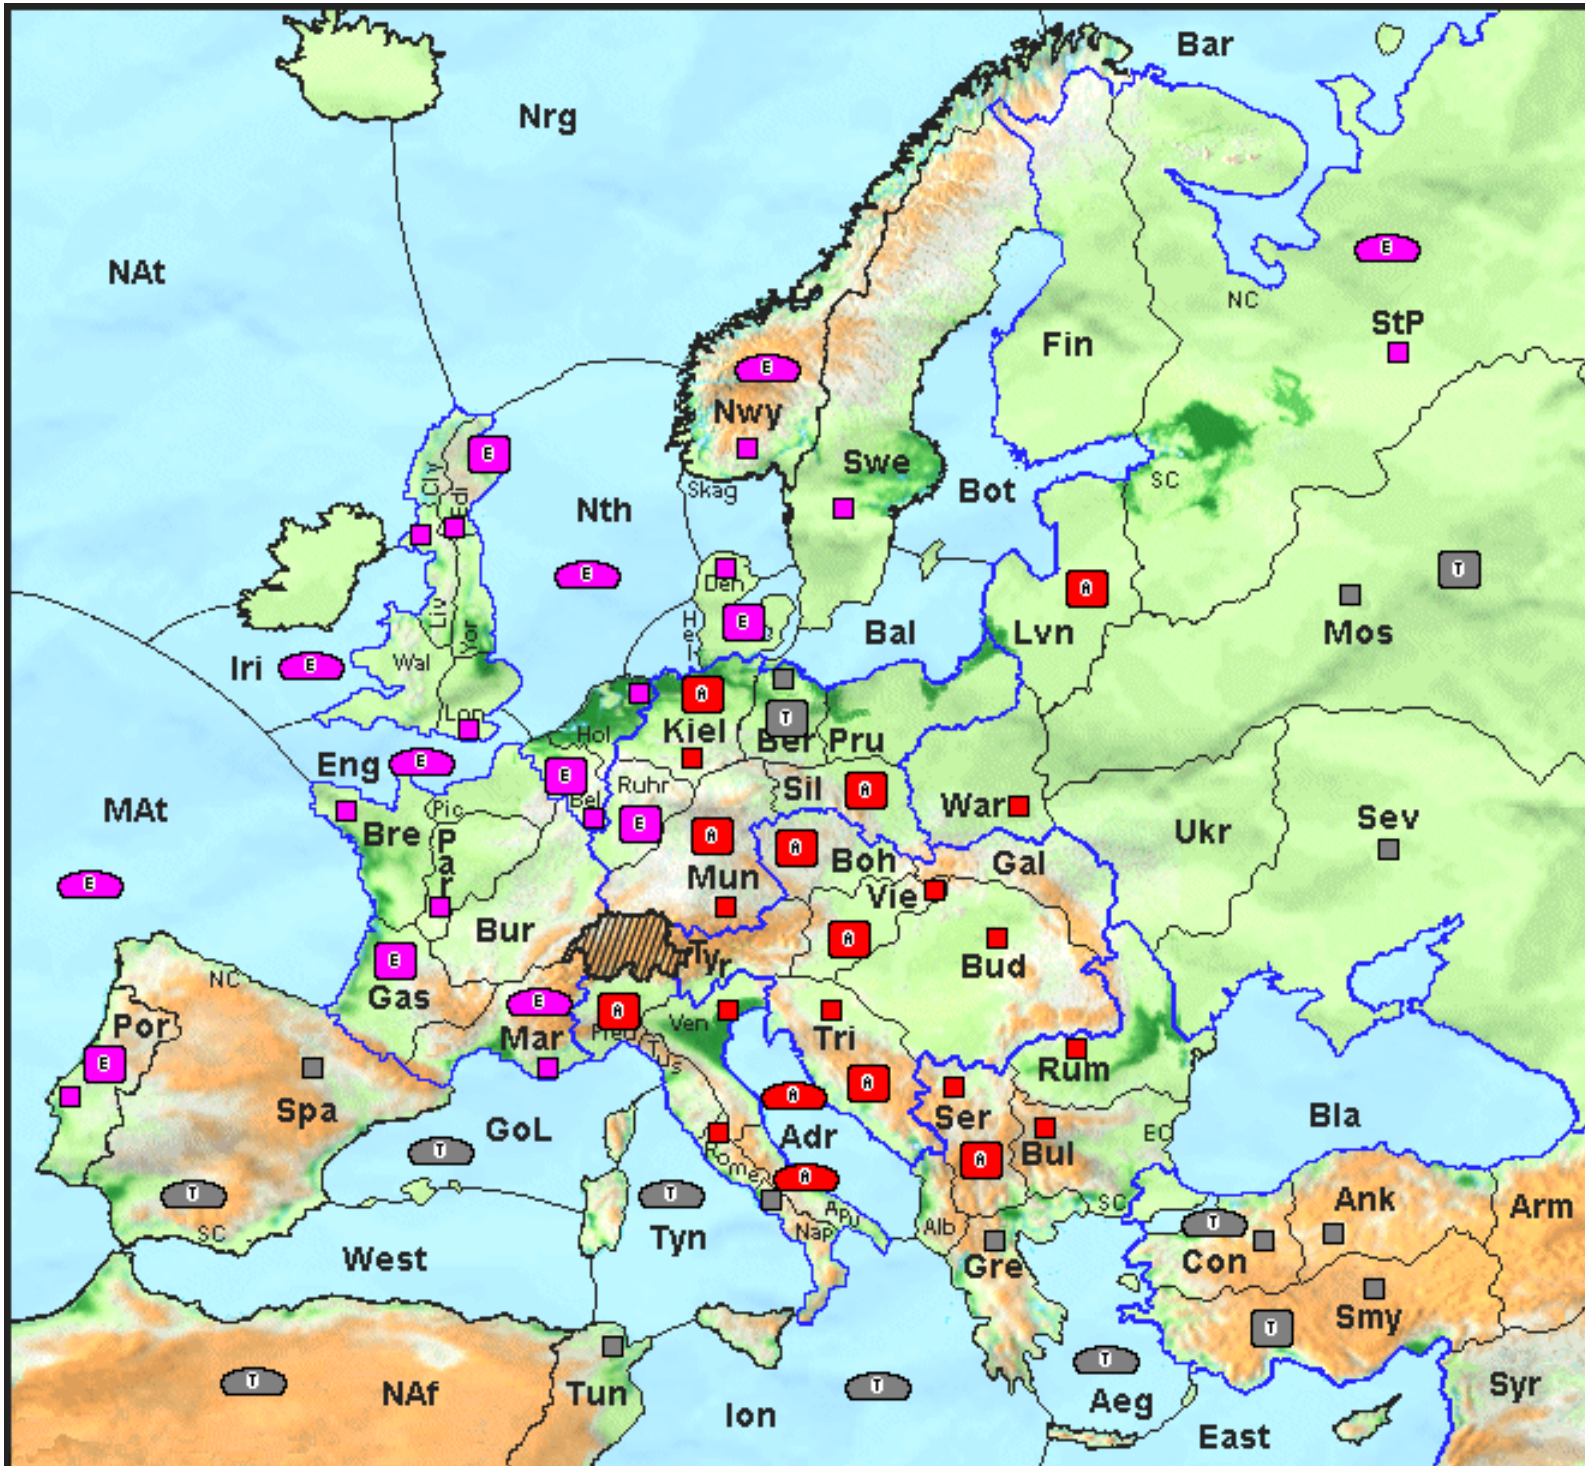 Bar
Nrg
E
NAt
NC
StP
Fin
E
Nwy
E
Cly
Edi
Swe
SC
Skag
Bot
Nth
T
E
Den
A
E
Hel
Liv
Yor
Bal
Lvn
Mos
Wal
Iri
E
A
Lon
T
Hol
Kiel
Ber
Pru
Eng
E
E
Ruhr
Sil
A
Bel
MAt
Pic
War
E
Bre
A
A
Ukr
Sev
Par
Boh
Gal
Mun
Vie
E
Bur
A
Tyr
Bud
E
NC
Gas
E
A
Por
Mar
Pied
Ven
Tri
Tus
Rum
E
A
A
Spa
Ser
Bla
GoL
Adr
Bul
EC
T
A
A
Rome
T
T
Ank
SC
Apu
SC
Arm
Nap
Alb
T
Tyn
West
Gre
Con
Smy
T
T
T
T
NAf
Tun
Aeg
Syr
Ion
East